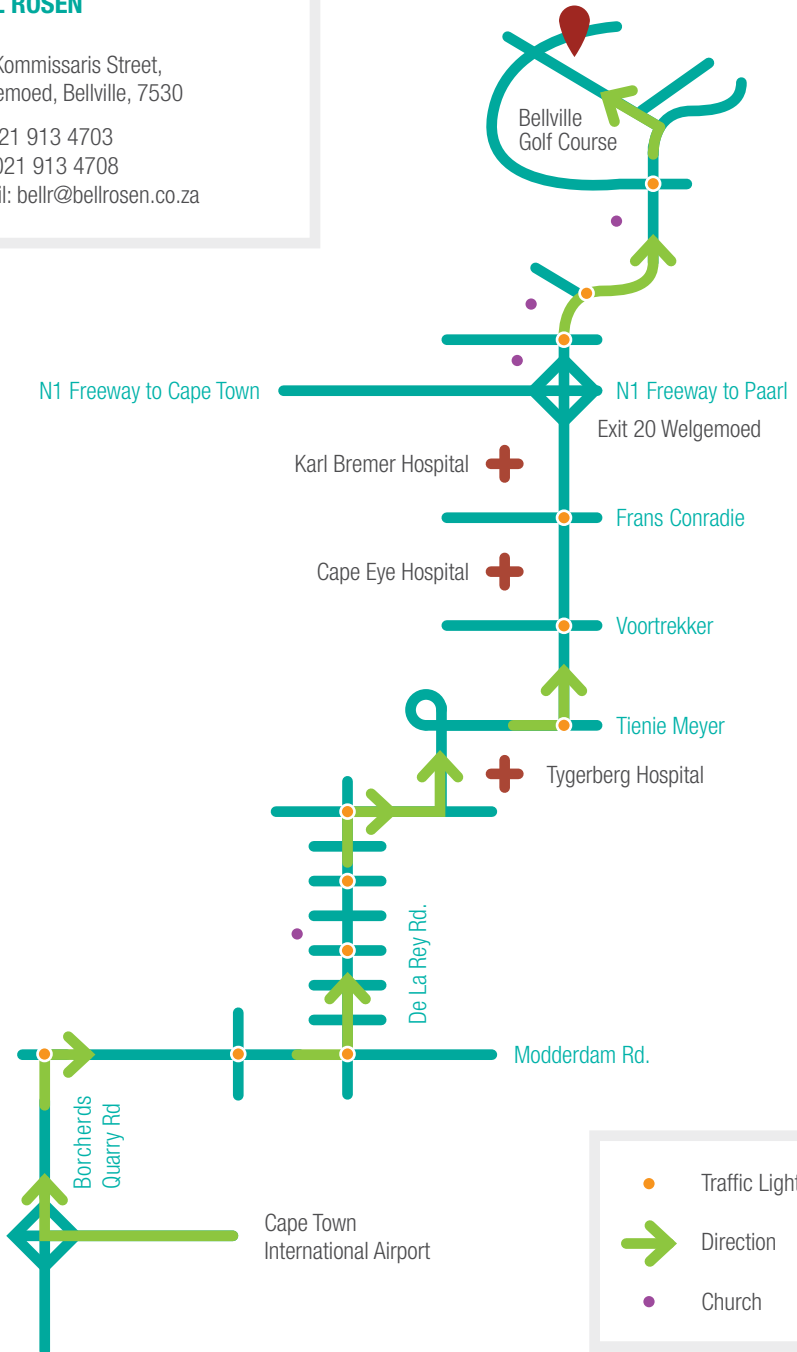 ROSEN
Kommissaris Street,
Bellville, 7530
21 913 4703
021 913 4708
bellr@bellrosen.co.za
Bellville
Golf Course
N1 Freeway to Cape Town
N1 Freeway to Paarl
Exit 20 Welgemoed
Karl Bremer Hospital
Frans Conradie
Cape Eye Hospital
Voortrekker
Tienie Meyer
Tygerberg Hospital
De La Rey Rd.
Modderdam Rd.
Borcherds
Quarry Rd
Cape Town
International Airport
Traffic Light
Direction
Church